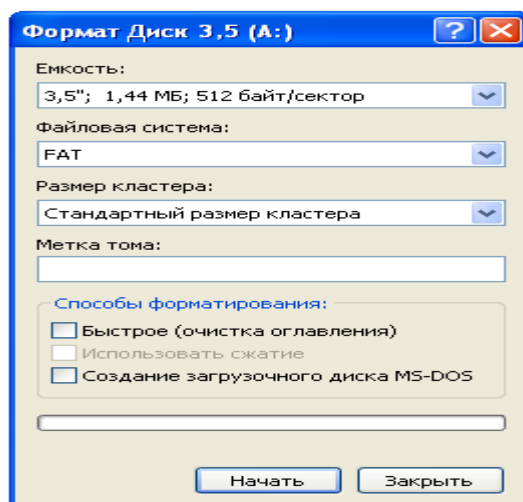 Формат Диск 3,5 (A:)
Емкость:
3,5"; 1,44 МБ; 512 байт/сектор
Файловая система:
FAT
Размер кластера:
Стандартный размер кластера
Метка тома:
Способы форматирования:
Быстрое (очистка оглавления)
Использовать сжатие
Создание загрузочного диска MS-DOS
Начать
Закрыть